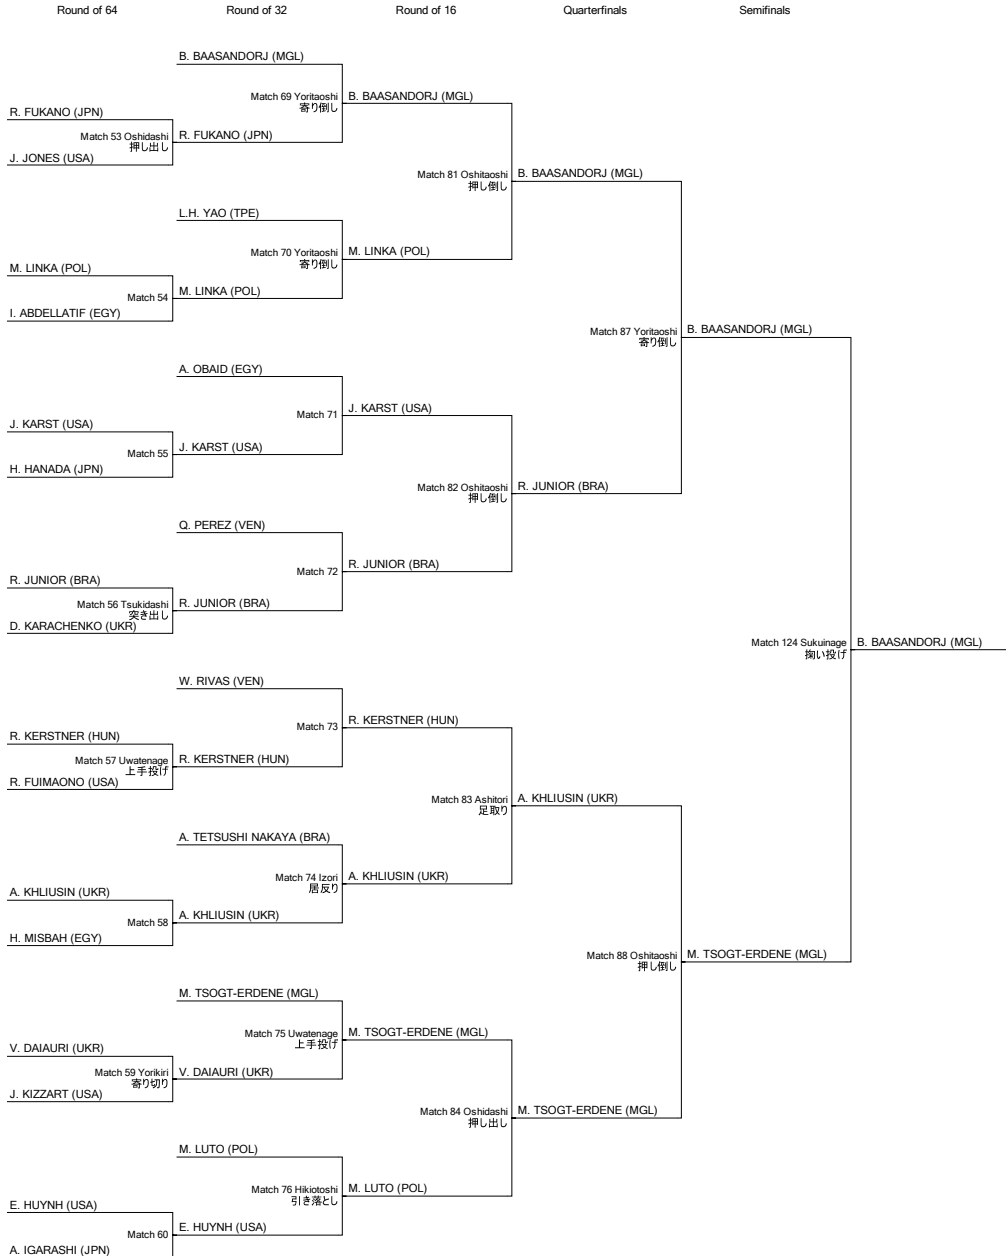 Round of 64
Round of 32
Round of 16
Quarterfinals
Semifinals
B. BAASANDORJ (MGL)
Match 69 Yoritaoshi
寄り倒し
B. BAASANDORJ (MGL)
R. FUKANO (JPN)
Match 53 Oshidashi
押し出し
R. FUKANO (JPN)
J. JONES (USA)
Match 81 Oshitaoshi
押し倒し
B. BAASANDORJ (MGL)
L.H. YAO (TPE)
Match 70 Yoritaoshi
寄り倒し
M. LINKA (POL)
M. LINKA (POL)
Match 54
M. LINKA (POL)
I. ABDELLATIF (EGY)
Match 87 Yoritaoshi
寄り倒し
B. BAASANDORJ (MGL)
A. OBAID (EGY)
Match 71
J. KARST (USA)
J. KARST (USA)
Match 55
J. KARST (USA)
H. HANADA (JPN)
Match 82 Oshitaoshi
押し倒し
R. JUNIOR (BRA)
Q. PEREZ (VEN)
Match 72
R. JUNIOR (BRA)
R. JUNIOR (BRA)
Match 56 Tsukidashi
突き出し
R. JUNIOR (BRA)
D. KARACHENKO (UKR)
Match 124 Sukuinage
掬い投げ
B. BAASANDORJ (MGL)
W. RIVAS (VEN)
Match 73
R. KERSTNER (HUN)
R. KERSTNER (HUN)
Match 57 Uwatenage
上手投げ
R. KERSTNER (HUN)
R. FUIMAONO (USA)
Match 83 Ashitori
足取り
A. KHLIUSIN (UKR)
A. TETSUSHI NAKAYA (BRA)
Match 74 Izori
居反り
A. KHLIUSIN (UKR)
A. KHLIUSIN (UKR)
Match 58
A. KHLIUSIN (UKR)
H. MISBAH (EGY)
Match 88 Oshitaoshi
押し倒し
M. TSOGT-ERDENE (MGL)
M. TSOGT-ERDENE (MGL)
Match 75 Uwatenage
上手投げ
M. TSOGT-ERDENE (MGL)
V. DAIAURI (UKR)
Match 59 Yorikiri
寄り切り
V. DAIAURI (UKR)
J. KIZZART (USA)
Match 84 Oshidashi
押し出し
M. TSOGT-ERDENE (MGL)
M. LUTO (POL)
Match 76 Hikiotoshi
引き落とし
M. LUTO (POL)
E. HUYNH (USA)
Match 60
E. HUYNH (USA)
A. IGARASHI (JPN)